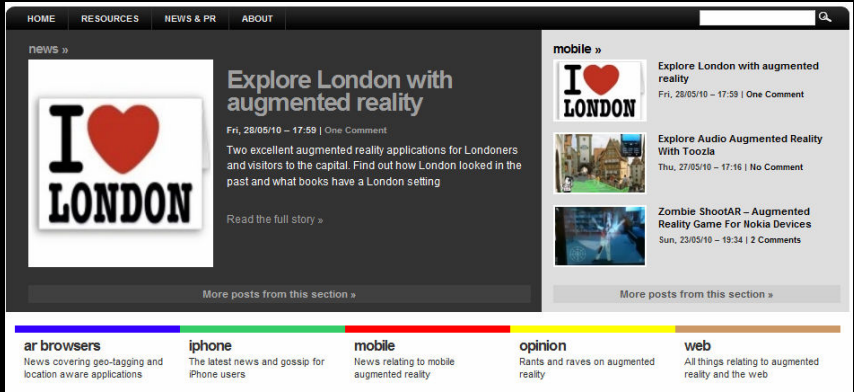 HOME RESOURCES NEWS & PR ABOUT
news »
I
LONDON
Explore London with
augmented reality
Fri, 28/05/10 – 17:59 | One Comment
Two excellent augmented reality applications for Londoners
and visitors to the capital. Find out how London looked in the
past and what books have a London setting
Read the full story »
More posts from this section »
mobile »
I
LONDON
Explore London with augmented
reality
Fri, 28/05/10 – 17:59 | One Comment
Explore Audio Augmented Reality
With Toozla
Thu, 27/05/10 – 17:16 | No Comment
Zombie ShootAR – Augmented
Reality Game For Nokia Devices
Sun, 23/05/10 – 19:34 | 2 Comments
More posts from this section »
ar browsers
News covering geo-tagging and
location aware applications
iphone
The latest news and gossip for
iPhone users
mobile
News relating to mobile
augmented reality
opinion
Rants and raves on augmented
reality
web
All things relating to augmented
reality and the web